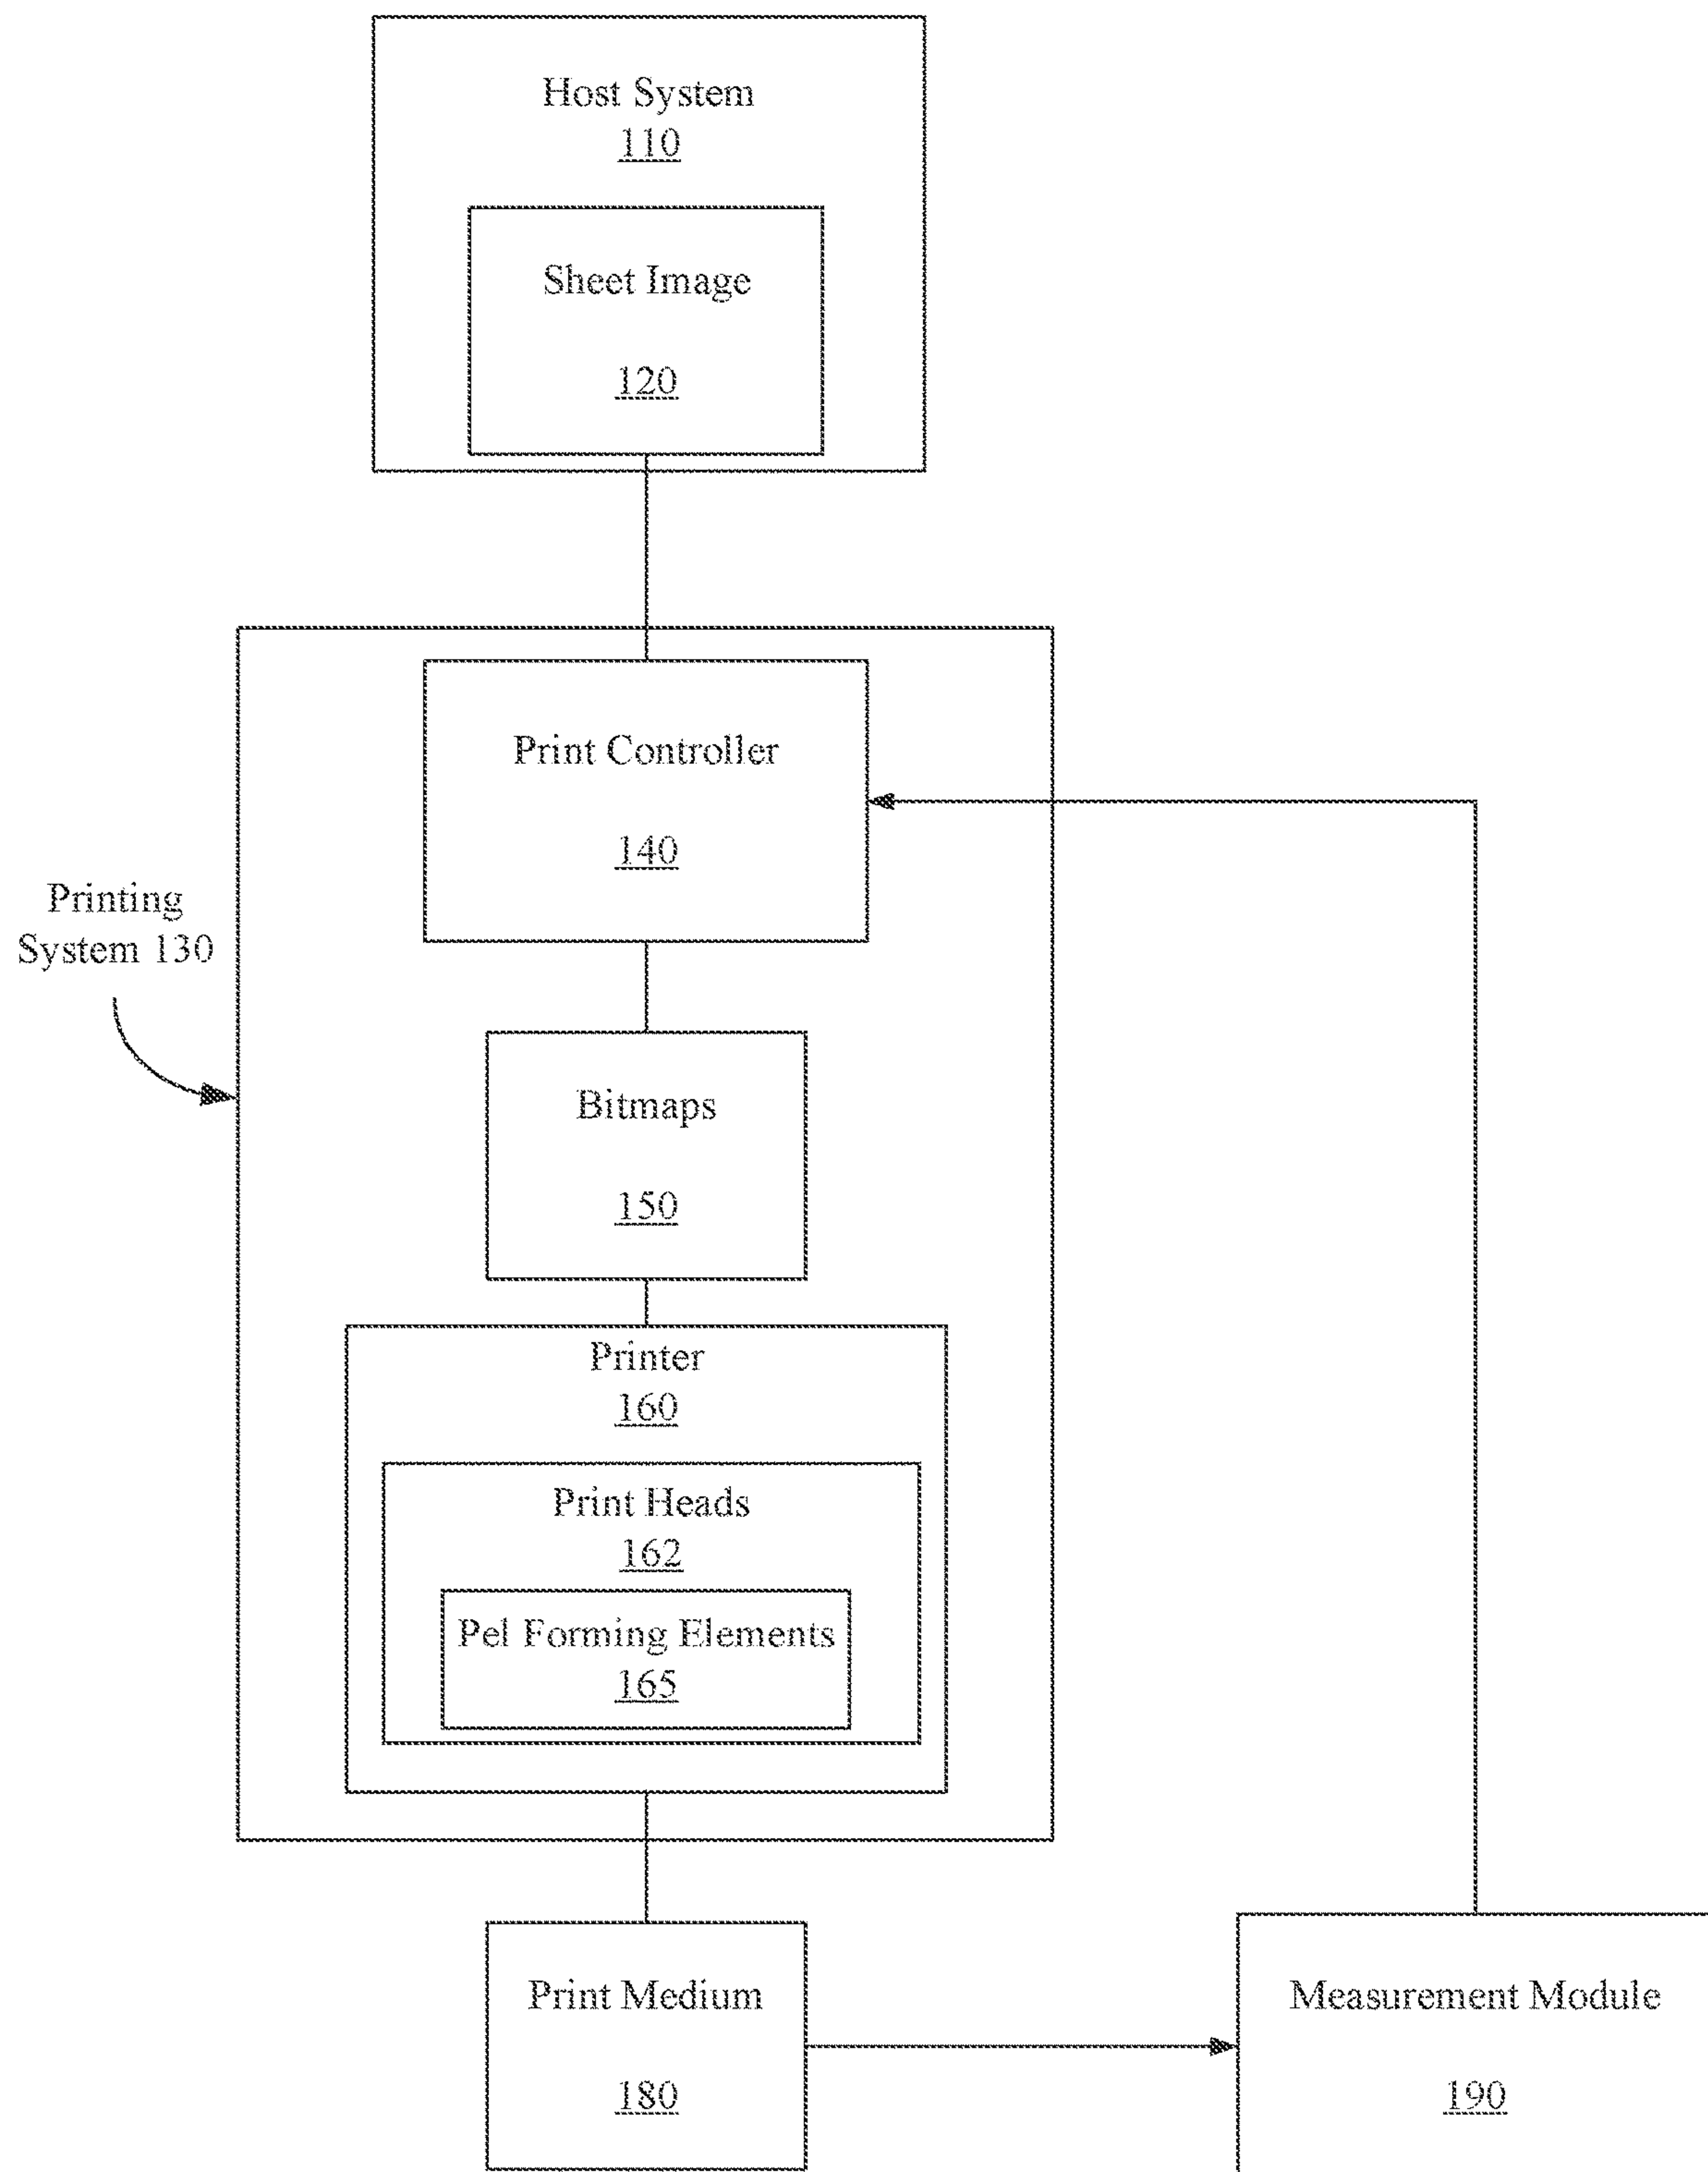 Host System
110
Sheet Image
120
Print Controller
140
Printing
System 130
Bitmaps
150
Printer
160
Print Heads
162
Pel Forming Elements
165
Print Medium
180
Measurement Module
190